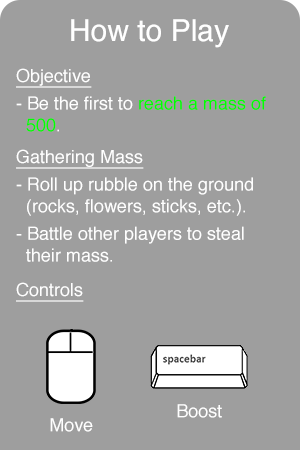 How to Play
Objective
- Be the first to reach a mass of
500.
Gathering Mass
- Roll up rubble on the ground
(rocks, flowers, sticks, etc.).
- Battle other players to steal
their mass.
Controls
spacebar
Move
Boost